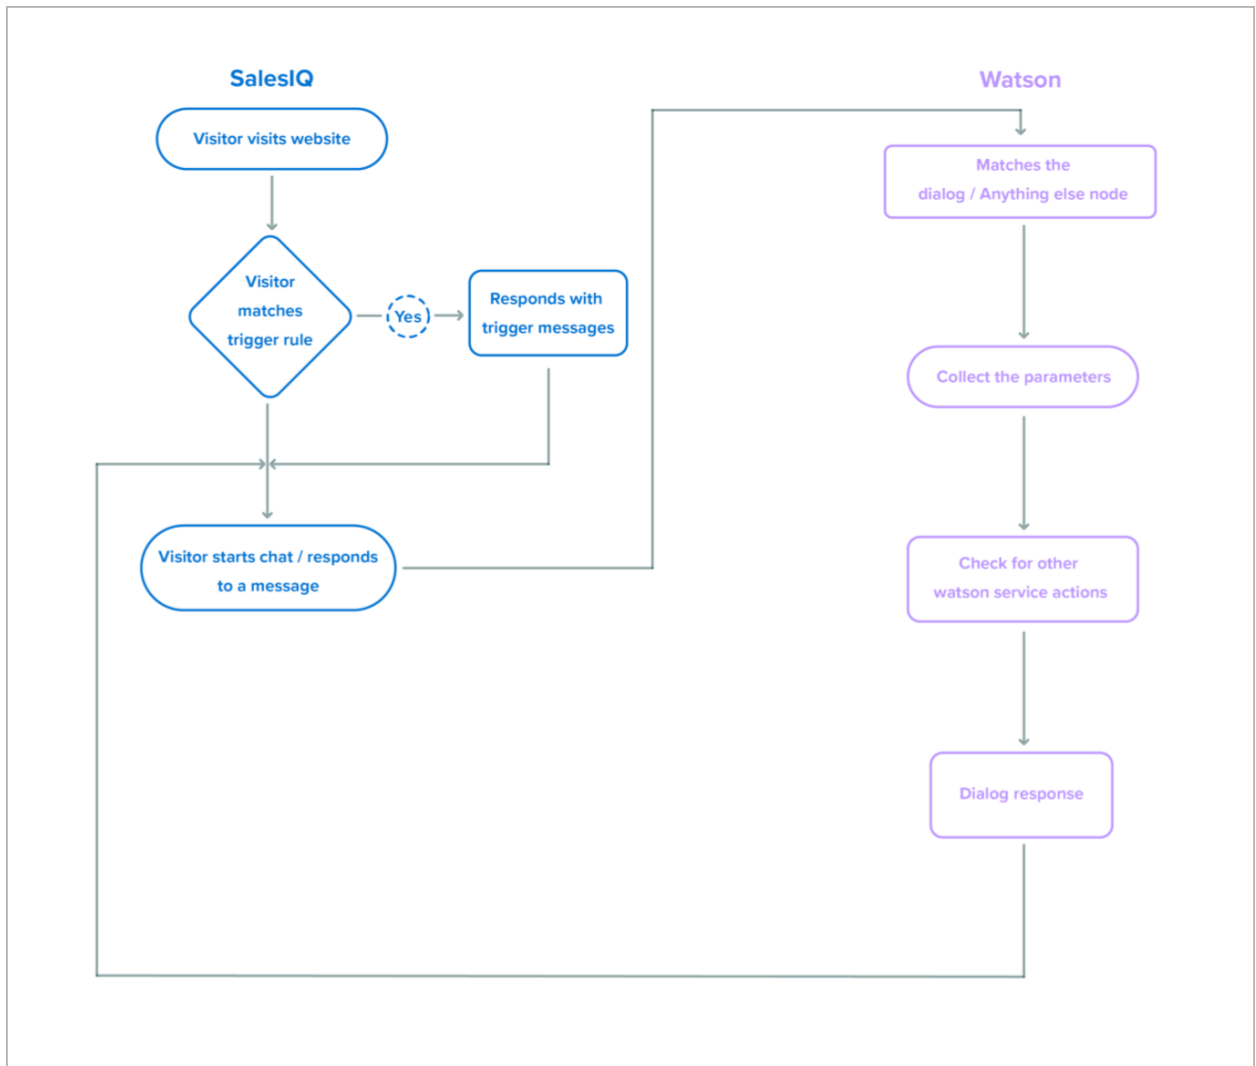 SalesIQ
Visitor visits website
Visitor
matches
trigger rule
Yes
Responds with
trigger messages
Visitor starts chat / responds
to a message
Watson
Matches the
dialog / Anything else node
Collect the parameters
Check for other
watson service actions
Dialog response